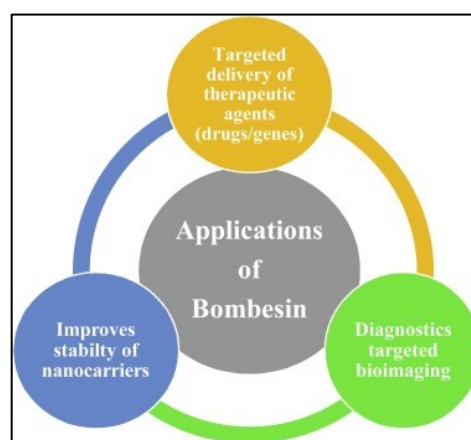 Targeted
delivery of
therapeutic
agents
(drugs/genes)
Applications
of
Bombesin
Improves
stabilty of
nanocarriers
Diagnostics
targeted
bioimaging